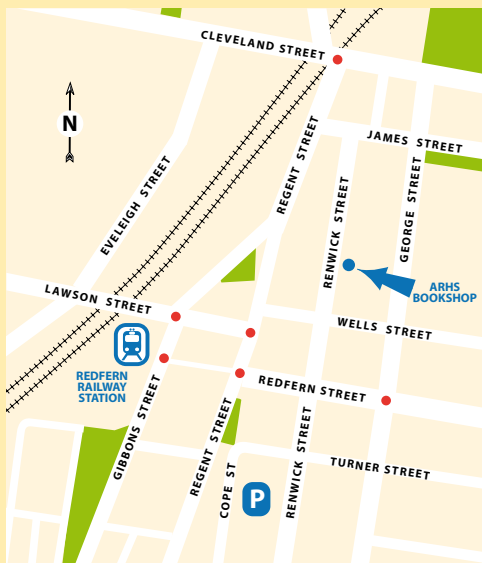 CLEVELAND STREET
N
JAMES STREET
REGENT STREET
EVELEIGH STREET
RENWICK STREET
GEORGE STREET
ARHS
BOOKSHOP
LAWSON STREET
WELLS STREET
REDFERN
RAILWAY
STATION
REDFERN STREET
GIBBONS STREET
REGENT STREET
RENWICK STREET
TURNER STREET
COPE ST
P